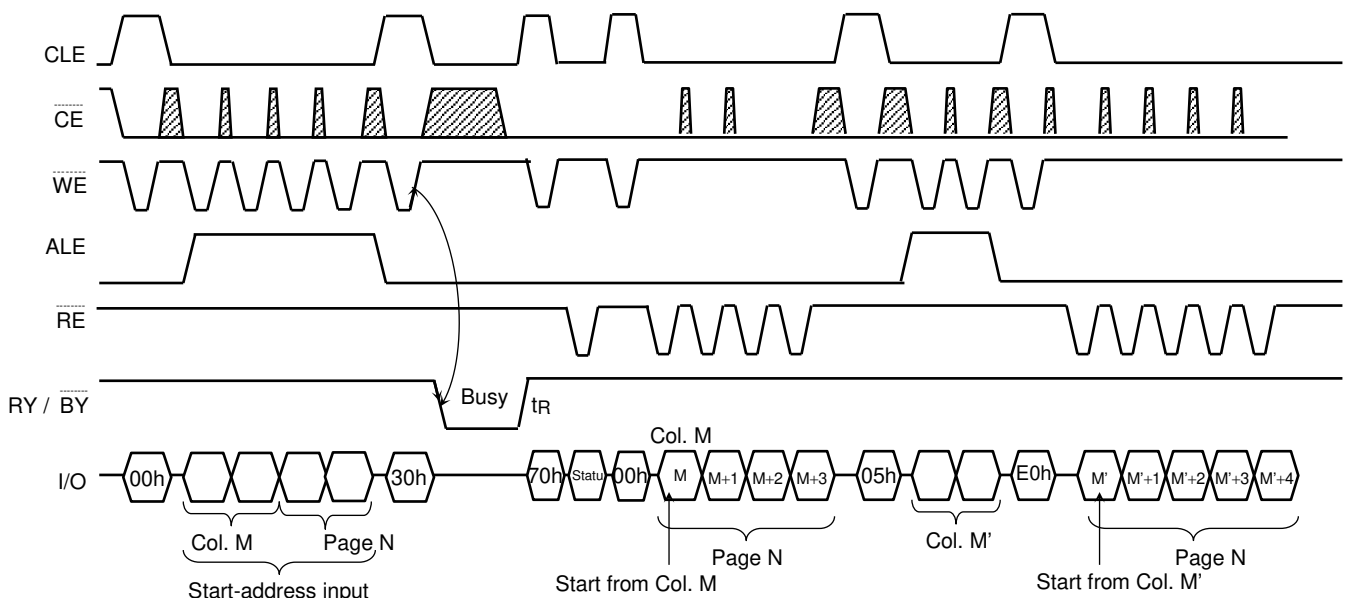 CLE
CE
WE
ALE
RE
RY / BY
Busy
tR
Col. M
I/O
00h
30h
70h
Statu
00h
M
M+1
M+2
M+3
05h
E0h
M'
M'+1
M'+2
M'+3
M'+4
Col. M
Page N
Start-address input
Page N
Start from Col. M
Col. M'
Page N
Start from Col. M'